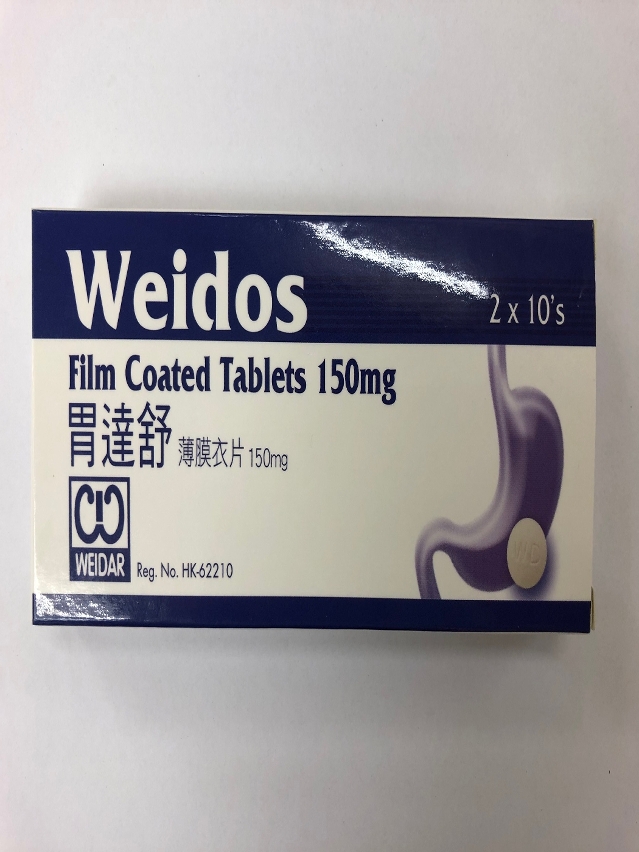 Weidos
2 x 10's
Film Coated Tablets 150mg
胃達舒 薄膜衣片 150mg
WEIDAR
Reg. No. HK-62210